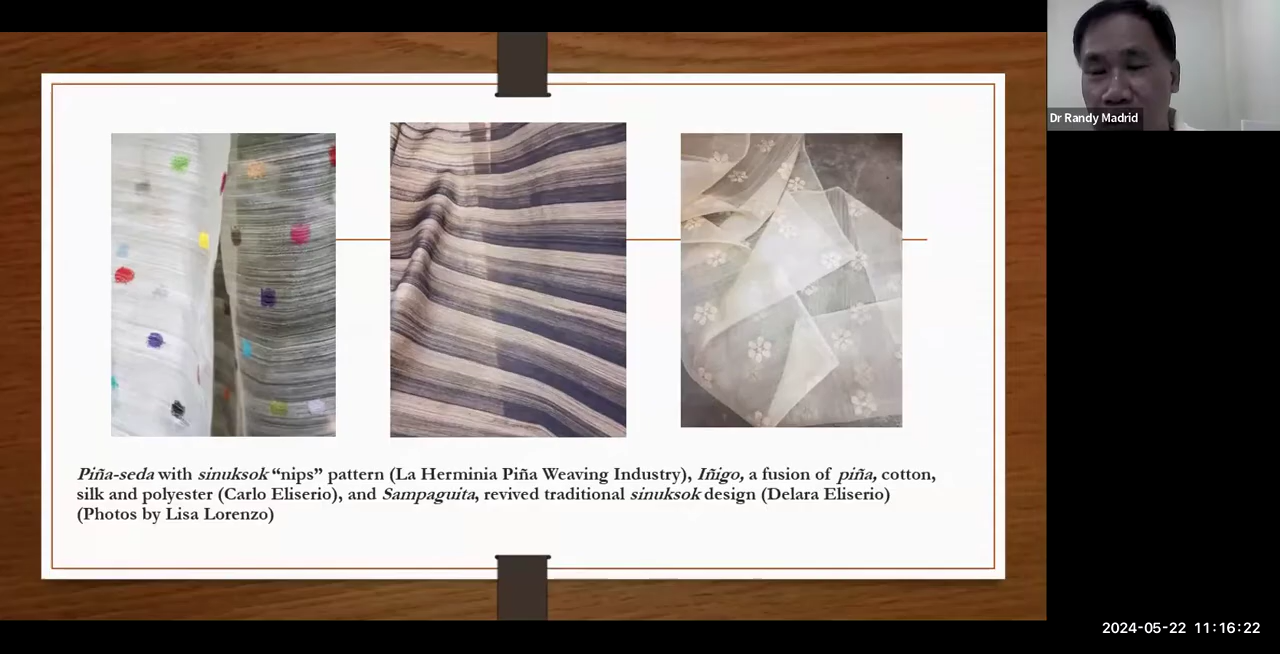 Dr Randy Madrid
Piña-seda with sinuksok “nips” pattern (La Herminia Piña Weaving Industry), Iñigo, a fusion of piña, cotton,
silk and polyester (Carlo Eliserio), and Sampaguita, revived traditional sinuksok design (Delara Eliserio)
(Photos by Lisa Lorenzo)
2024-05-22 11:16:22